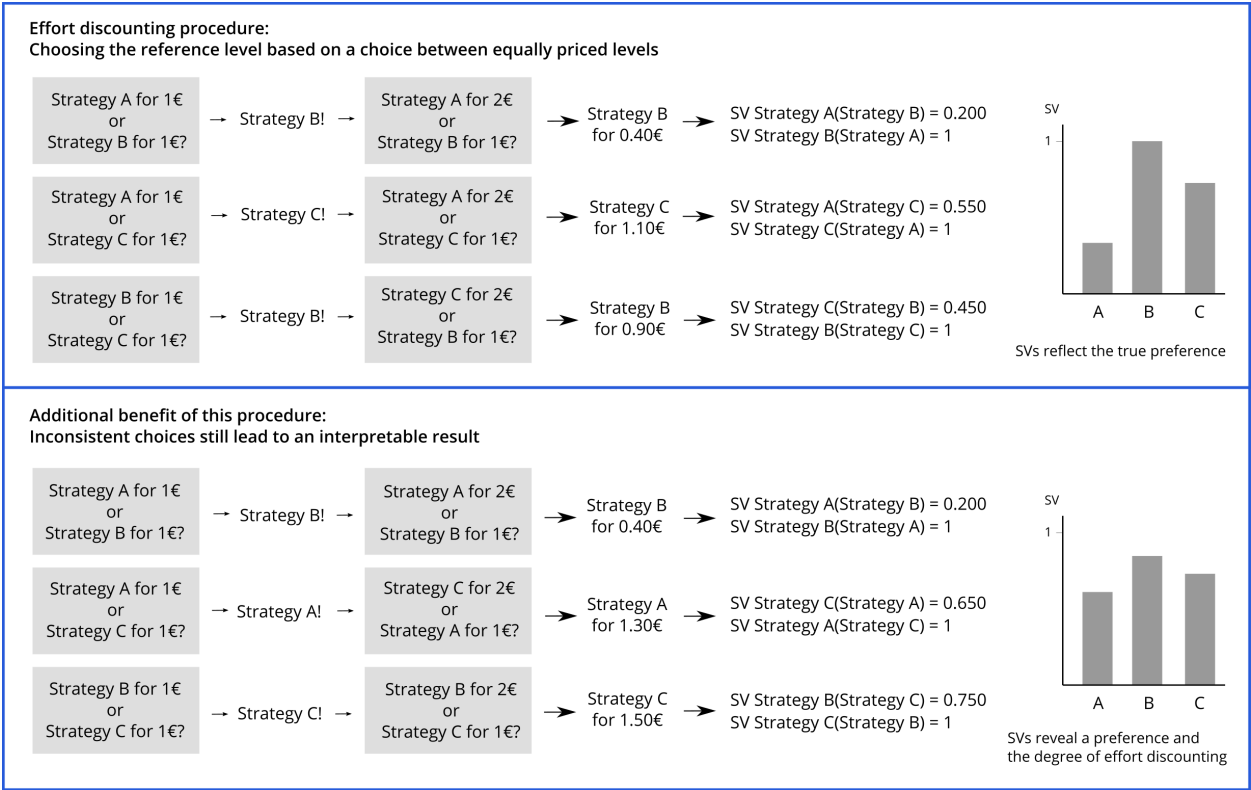 Effort discounting procedure:
Choosing the reference level based on a choice between equally priced levels
Strategy A for 1€
or
Strategy B for 1€?
Strategy B!
Strategy A for 2€
or
Strategy B for 1€?
Strategy B
for 0.40€
SV Strategy A(Strategy B) = 0.200
SV Strategy B(Strategy A) = 1
Strategy A for 1€
or
Strategy C for 1€?
Strategy C!
Strategy A for 2€
or
Strategy C for 1€?
Strategy C
for 1.10€
SV Strategy A(Strategy C) = 0.550
SV Strategy C(Strategy A) = 1
Strategy B for 1€
or
Strategy C for 1€?
Strategy B!
Strategy C for 2€
or
Strategy B for 1€?
Strategy B
for 0.90€
SV Strategy C(Strategy B) = 0.450
SV Strategy B(Strategy C) = 1
SV
1
A B C
SVs reflect the true preference
Additional benefit of this procedure:
Inconsistent choices still lead to an interpretable result
Strategy A for 1€
or
Strategy B for 1€?
Strategy B!
Strategy A for 2€
or
Strategy B for 1€?
Strategy B
for 0.40€
SV Strategy A(Strategy B) = 0.200
SV Strategy B(Strategy A) = 1
Strategy A for 1€
or
Strategy C for 1€?
Strategy A!
Strategy C for 2€
or
Strategy A for 1€?
Strategy A
for 1.30€
SV Strategy C(Strategy A) = 0.650
SV Strategy A(Strategy C) = 1
Strategy B for 1€
or
Strategy C for 1€?
Strategy C!
Strategy B for 2€
or
Strategy C for 1€?
Strategy C
for 1.50€
SV Strategy B(Strategy C) = 0.750
SV Strategy C(Strategy B) = 1
SV
1
A B C
SVs reveal a preference and
the degree of effort discounting